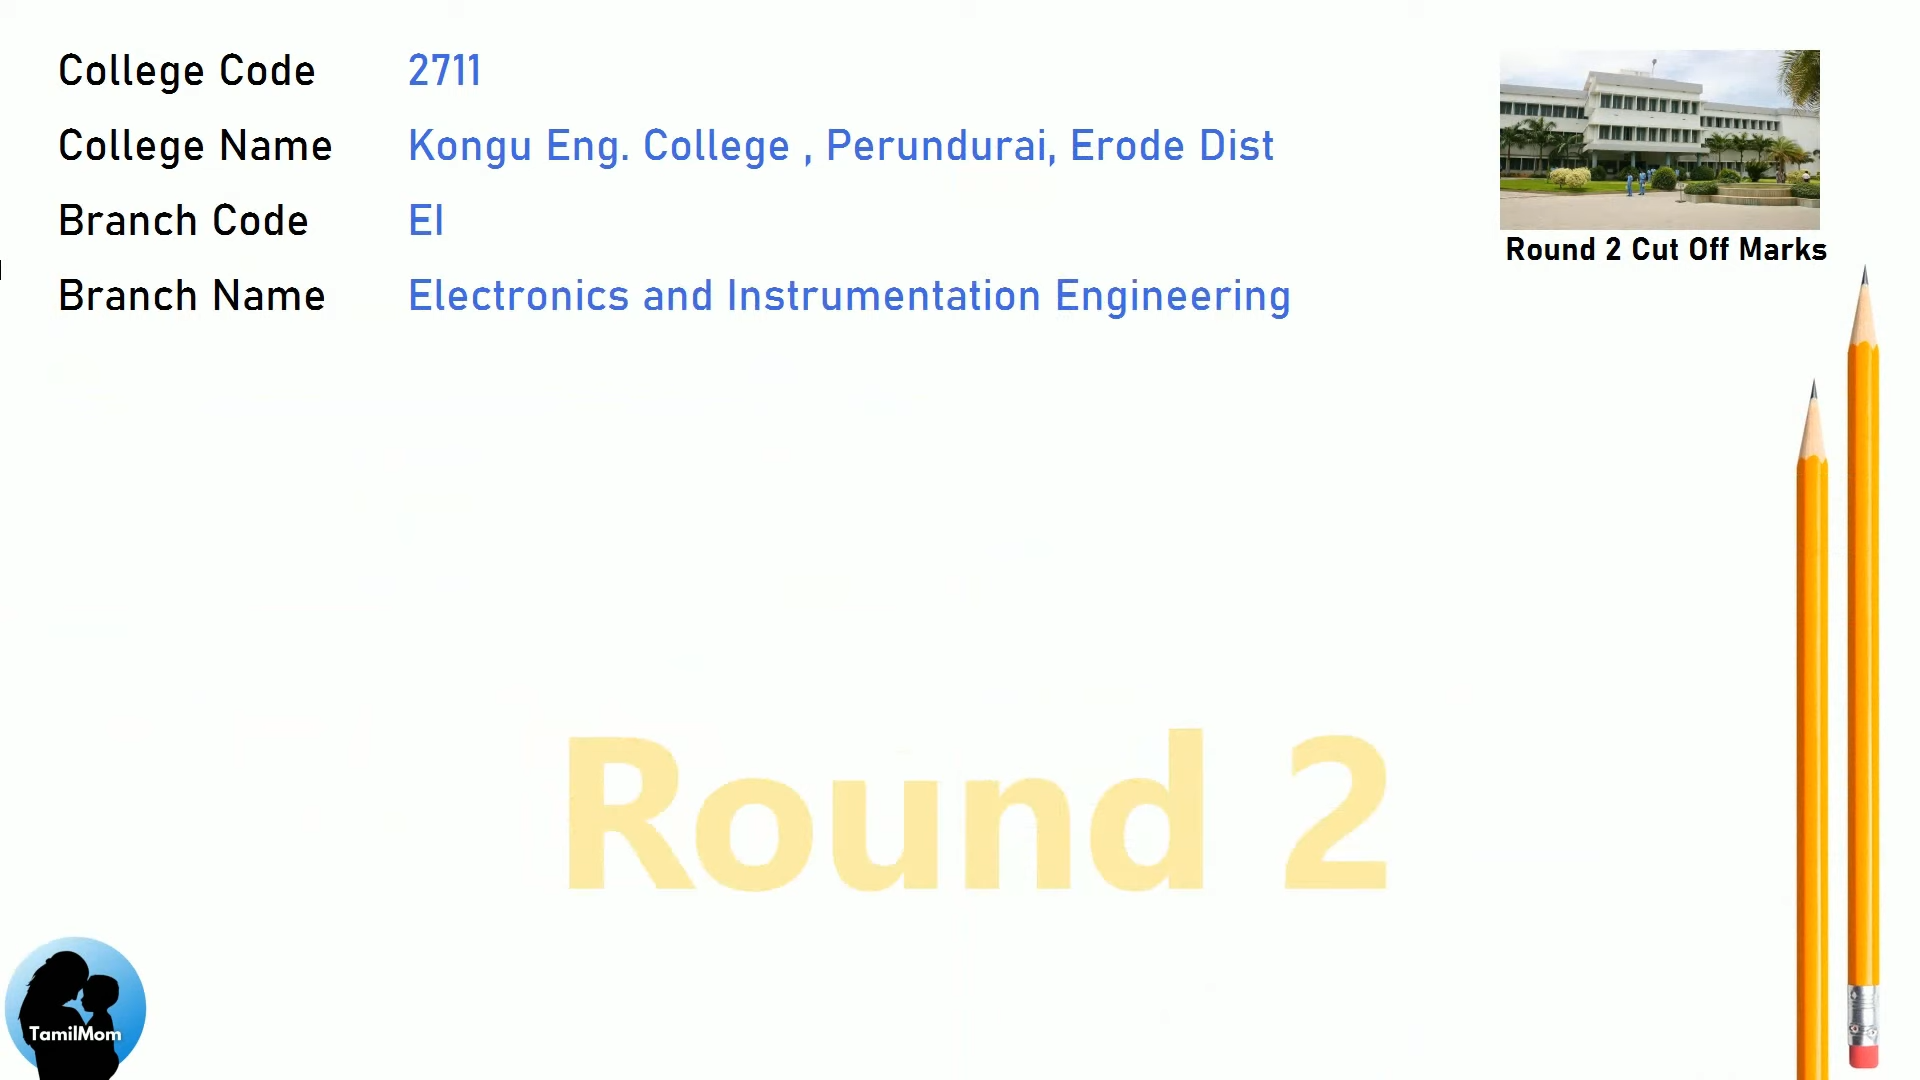 College Code 2711
College Name Kongu Eng. College , Perundurai, Erode Dist
Branch Code EI
Branch Name Electronics and Instrumentation Engineering
Round 2 Cut Off Marks
Round 2
TamilMom